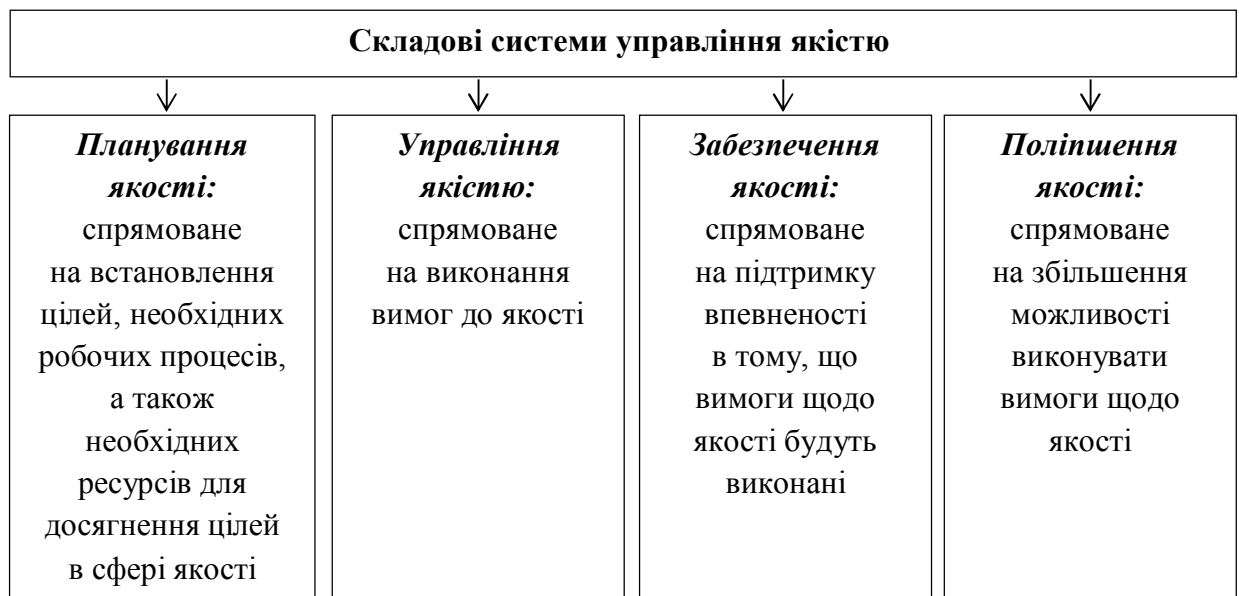 Складові системи управління якістю
Планування
якості:
спрямоване
на встановлення
цілей, необхідних
робочих процесів,
а також
необхідних
ресурсів для
досягнення цілей
в сфері якості
Управління
якістю:
спрямоване
на виконання
вимог до якості
Забезпечення
якості:
спрямоване
на підтримку
впевненості
в тому, що
вимоги щодо
якості будуть
виконані
Поліпшення
якості:
спрямоване
на збільшення
можливості
виконувати
вимоги щодо
якості